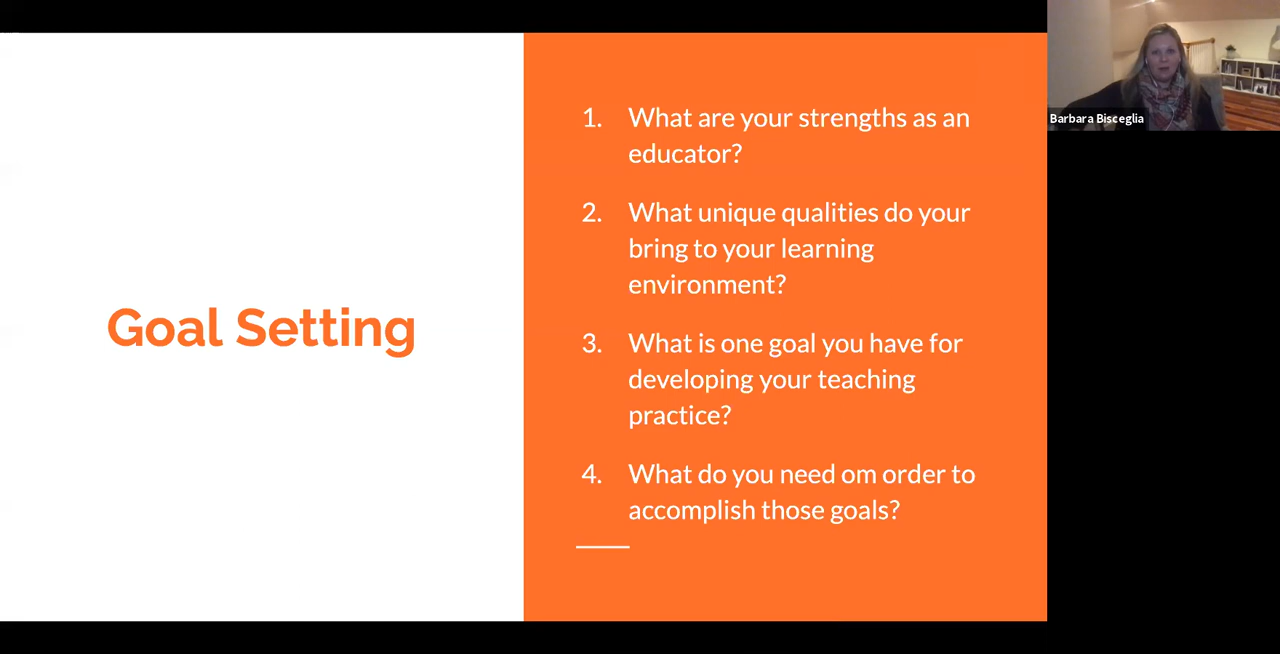 Goal Setting
1. What are your strengths as an
educator?
2. What unique qualities do your
bring to your learning
environment?
3. What is one goal you have for
developing your teaching
practice?
4. What do you need om order to
accomplish those goals?
Barbara Bisceglia